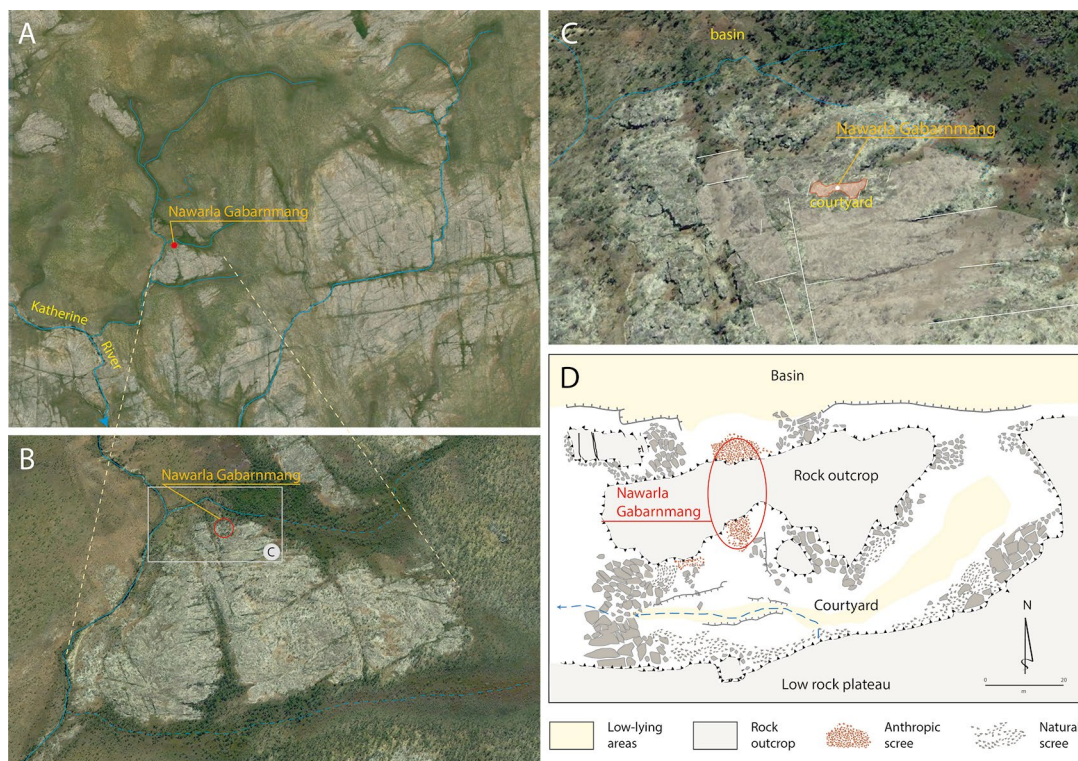 A
Nawarla Gabarnmang
Katherine
River
B
Nawarla Gabarnmang
C
C
basin
Nawarla Gabarnmang
courtyard
D
Basin
Rock outcrop
Nawarla
Gabarnmang
Courtyard
N
Low rock plateau
0
20
m
Low-lying
areas
Rock
outcrop
Anthropic
scree
Natural
scree